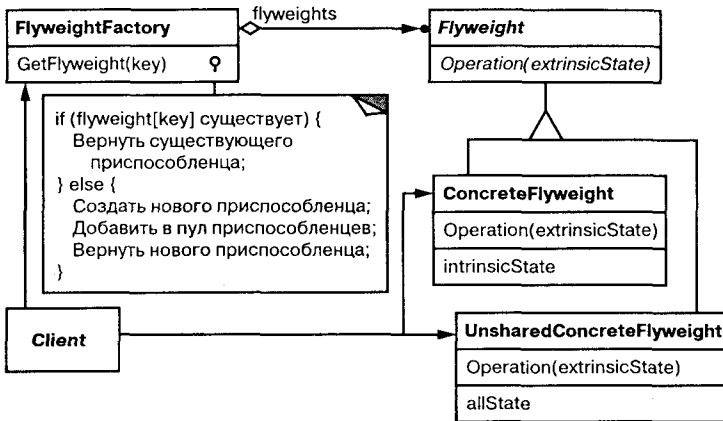 flyweights
FlyweightFactory
GetFlyweight(key)
Flyweight
Operation(extrinsicState)
if (flyweight[key] существует) {
Вернуть существующего
приспособленца;
} else {
Создать нового приспособленца;
Добавить в пул приспособленцев;
Вернуть нового приспособленца;
}
ConcreteFlyweight
Operation(extrinsicState)
intrinsicState
Client
UnsharedConcreteFlyweight
Operation(extrinsicState)
allState